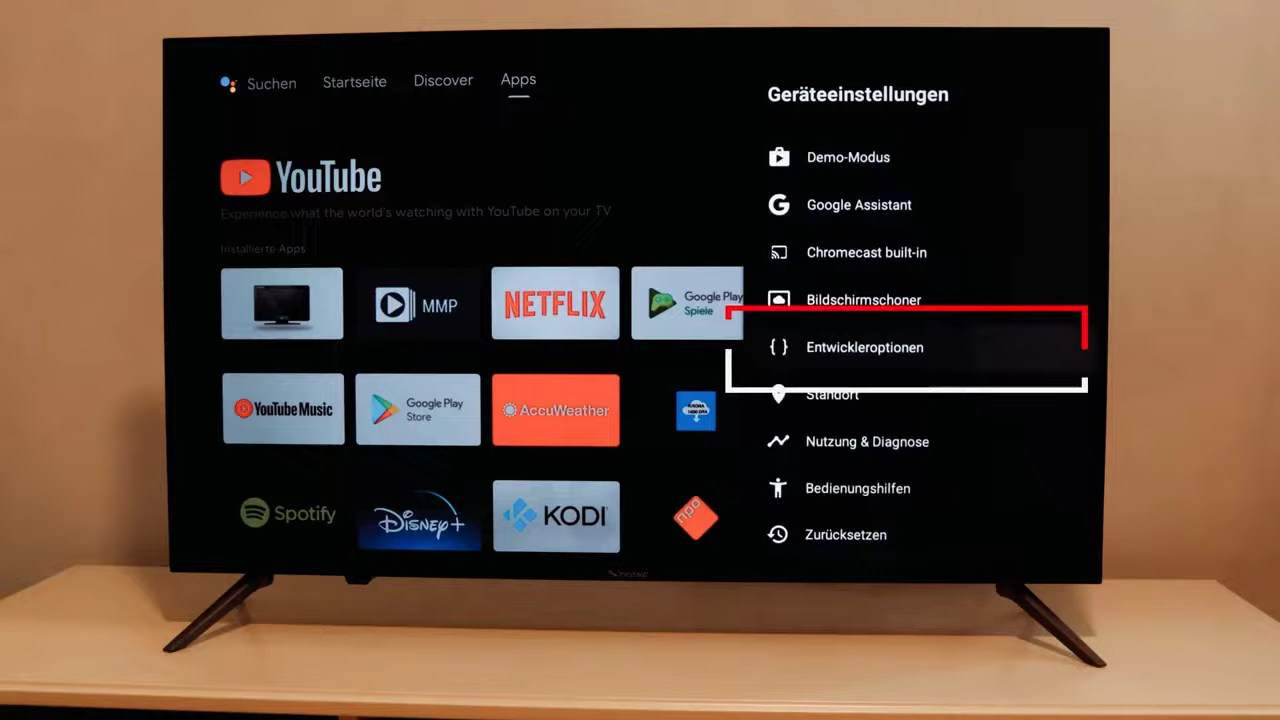 Suchen Startseite Discover Apps
YouTube
Experience what the world's watching with YouTube on your TV
Installierte Apps
MMP
NETFLIX
Google Play
Spiele
YouTube Music
Google Play
Store
AccuWeather
Spotify
Disney+
KODI
npo
Geräteeinstellungen
Demo-Modus
Google Assistant
Chromecast built-in
Bildschirmschoner
Entwickleroptionen
Standort
Nutzung & Diagnose
Bedienungshilfen
Zurücksetzen